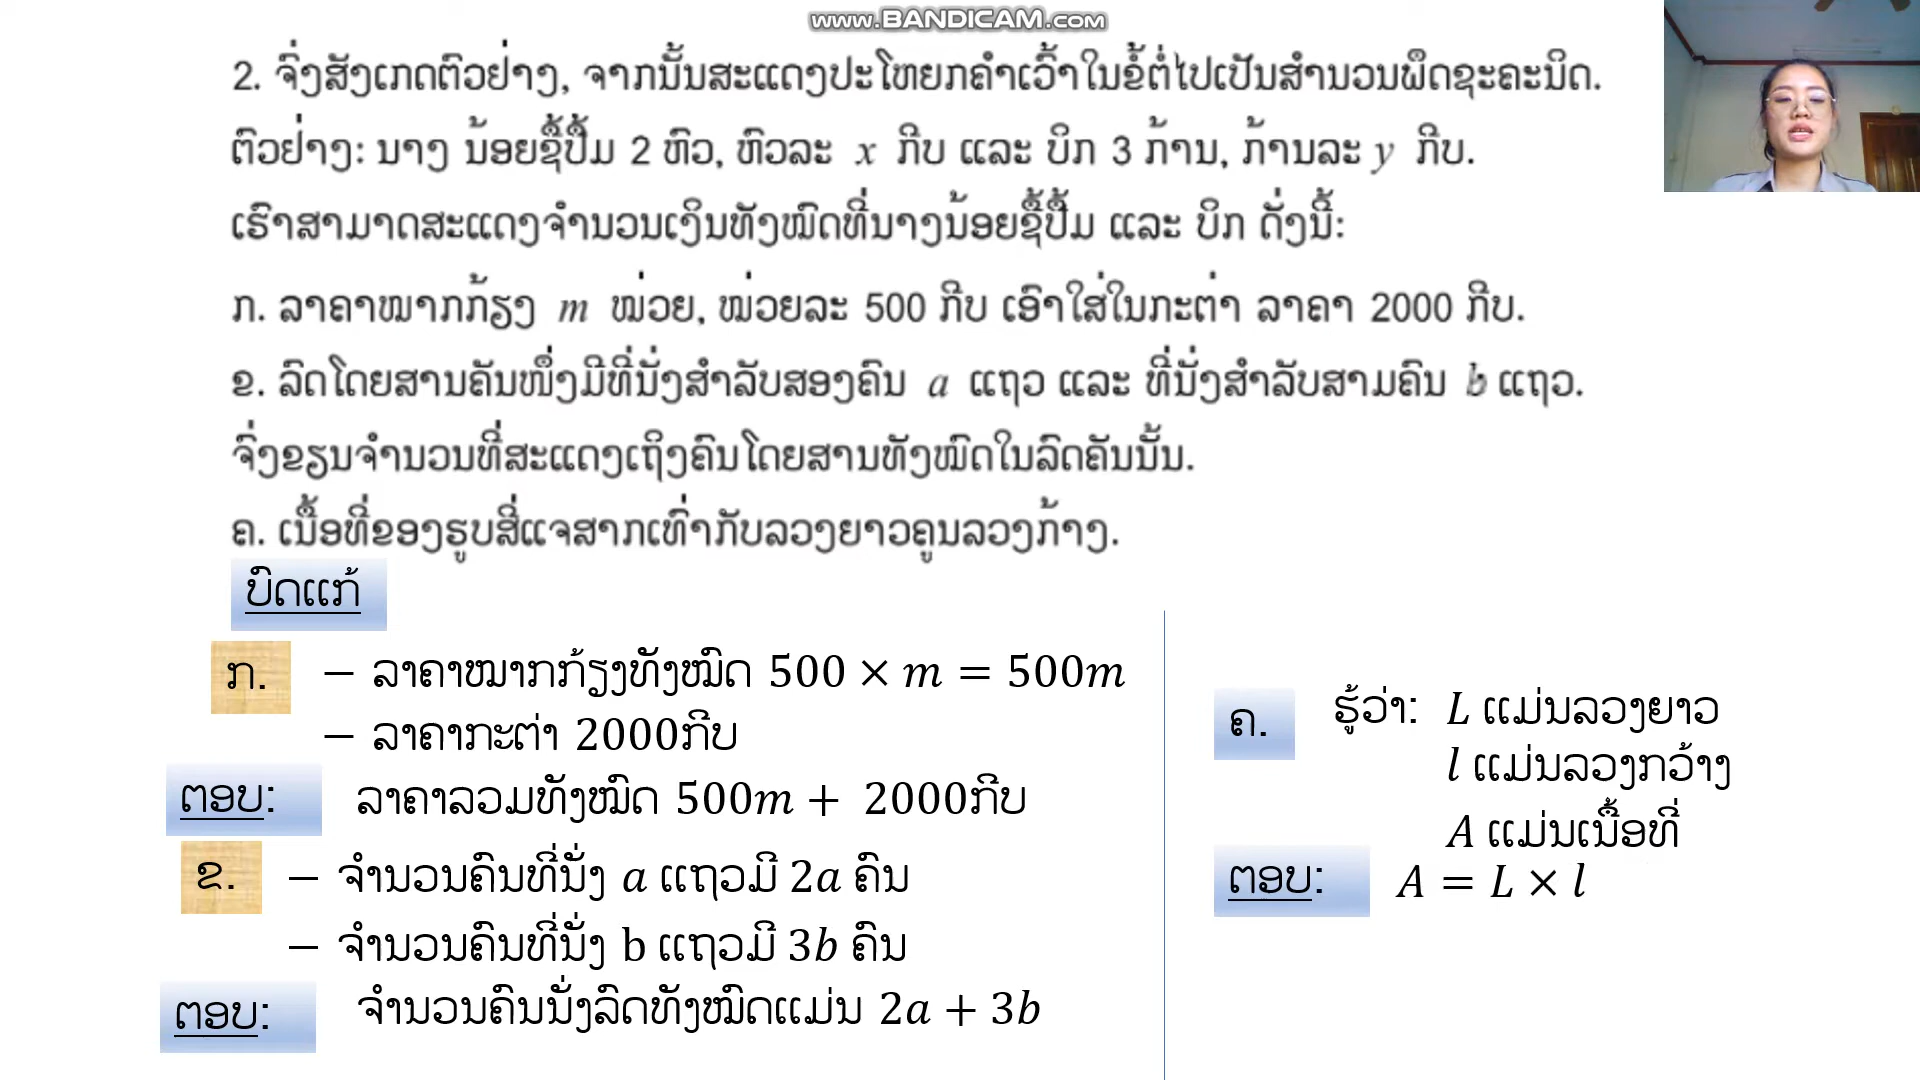 www.BANDICAM.com
2. ຈົ່ງສັງເກດຕົວຢ່າງ, ຈາກນັ້ນສະແດງປະໂຫຍກຄຳເວົ້າໃນຂໍ້ຕໍ່ໄປເປັນສຳນວນພຶດຊະຄະນິດ.
ຕົວຢ່າງ: ນາງ ນ້ອຍຊື້ປຶ້ມ 2 ຫົວ, ຫົວລະ x ກີບ ແລະ ບິກ 3 ກ້ານ, ກ້ານລະ y ກີບ.
ເຮົາສາມາດສະແດງຈຳນວນເງິນທັງໝົດທີ່ນາງນ້ອຍຊື້ປຶ້ມ ແລະ ບິກ ດັ່ງນີ້:
ກ. ລາຄາໝາກກ້ຽງ m ໜ່ວຍ, ໜ່ວຍລະ 500 ກີບ ເອົາໃສ່ໃນກະຕ່າ ລາຄາ 2000 ກີບ.
ຂ. ລົດໂດຍສານຄັນໜຶ່ງມີທີ່ນັ່ງສຳລັບສອງຄົນ a ແຖວ ແລະ ທີ່ນັ່ງສຳລັບສາມຄົນ b ແຖວ.
ຈົ່ງຂຽນຈຳນວນທີ່ສະແດງເຖິງຄົນໂດຍສານທັງໝົດໃນລົດຄັນນັ້ນ.
ຄ. ເນື້ອທີ່ຂອງຮູບສີ່ແຈສາກເທົ່າກັບລວງຍາວຄູນລວງກ້າງ.
ບົດແກ້
ກ. − ລາຄາໝາກກ້ຽງທັງໝົດ 500 × m = 500m
− ລາຄາກະຕ່າ 2000ກີບ
ຕອບ: ລາຄາລວມທັງໝົດ 500m + 2000ກີບ
ຂ. − ຈຳນວນຄົນທີ່ນັ່ງ a ແຖວມີ 2a ຄົນ
− ຈຳນວນຄົນທີ່ນັ່ງ b ແຖວມີ 3b ຄົນ
ຕອບ: ຈຳນວນຄົນນັ່ງລົດທັງໝົດແມ່ນ 2a + 3b
ຄ. ຮູ້ວ່າ: L ແມ່ນລວງຍາວ
l ແມ່ນລວງກວ້າງ
A ແມ່ນເນື້ອທີ່
ຕອບ: A = L × l